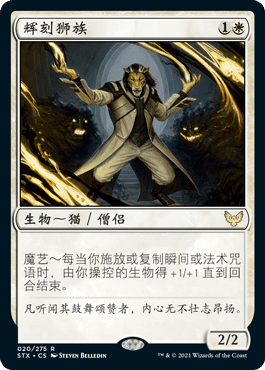 辉刻狮族 1
生物～猫／僧侣
魔艺～每当你施放或复制瞬间或法术咒
语时，由你操控的生物得+1/+1直到回
合结束。
凡听闻其鼓舞颂赞者，内心无不壮志昂扬。
2/2
020/275 R
STX • CS STEVEN BELLEDIN
™ & © 2021 Wizards of the Coast